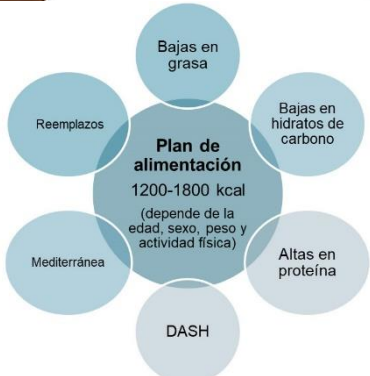 Bajas en
grasa
Bajas en
hidratos de
carbono
Altas en
proteína
DASH
Mediterránea
Reemplazos
Plan de
alimentación
1200-1800 kcal
(depende de la
edad, sexo, peso y
actividad física)